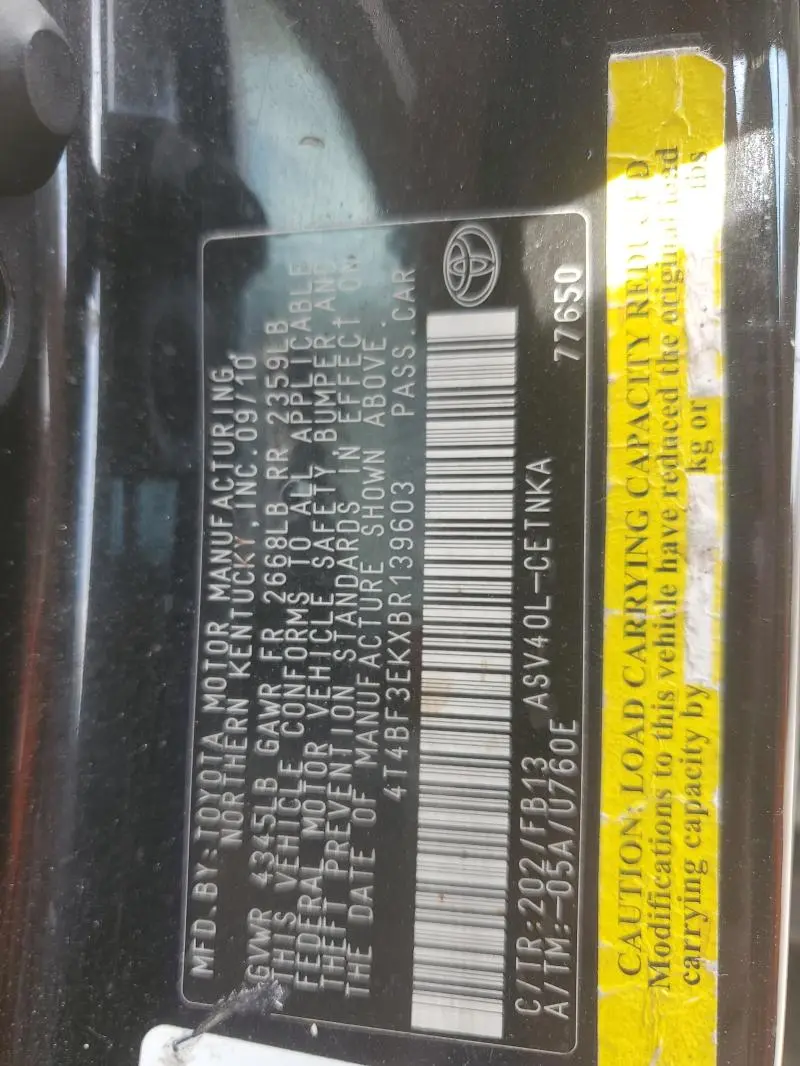 MFD.BY:TOYOTA MOTOR MANUFACTURING,
NORTHERN KENTUCKY,INC.09/10
GVWR 4345LB GAWR FR 2668LB RR 2359LB
THIS VEHICLE CONFORMS TO ALL APPLICABLE
FEDERAL MOTOR VEHICLE SAFETY BUMPER AND
THEFT PREVENTION STANDARDS IN EFFECT ON
THE DATE OF MANUFACTURE SHOWN ABOVE.
4T4BF3EKXBR139603 PASS.CAR
C/TR:202/FB13 ASV40L-CETNKA
A/TM:-05A/U760E 77650
CAUTION: LOAD CARRYING CAPACITY REDUCED
Modifications to this vehicle have reduced the original load
carrying capacity by kg or lbs